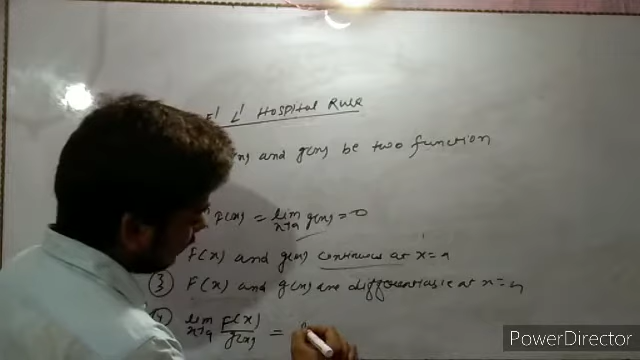 L' Hospital Rule
and g(x) be two function
F(x) = lim x→a g(x) = 0
F(x) and g(x) continuous at x = a
③ F(x) and g(x) are differentiable at x = a
④ lim x→a F(x)/g(x) =
PowerDirector